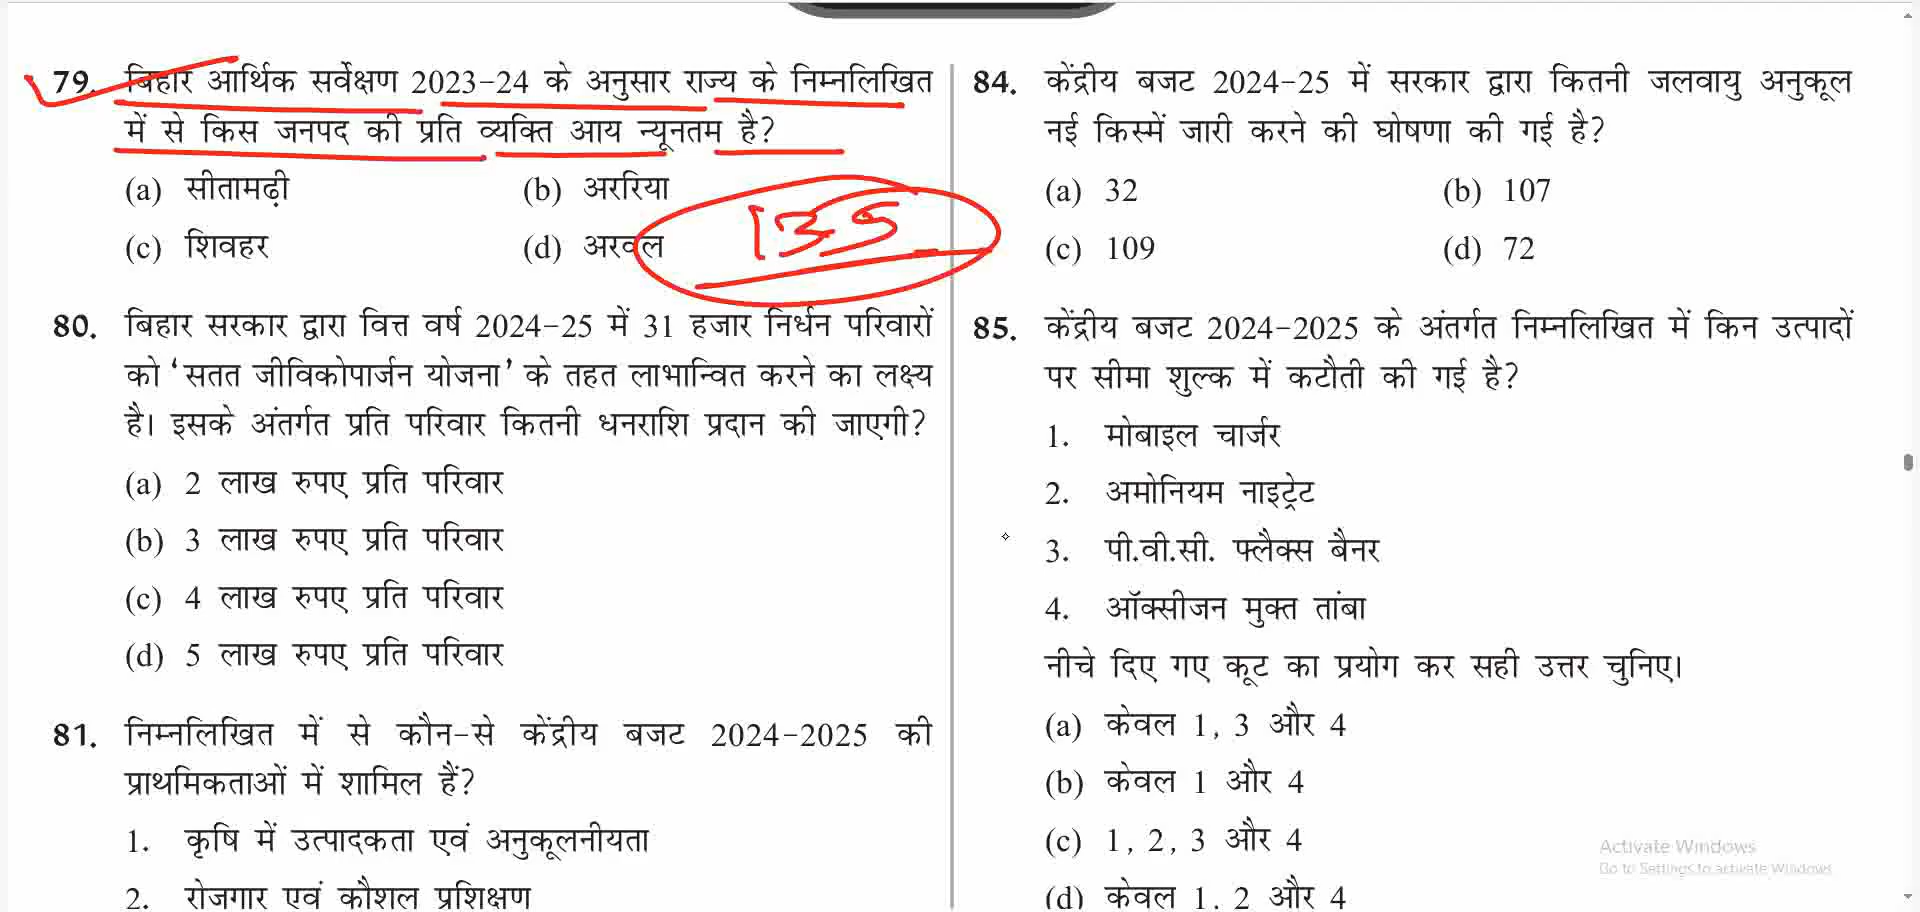 79. बिहार आर्थिक सर्वेक्षण 2023-24 के अनुसार राज्य के निम्नलिखित
में से किस जनपद की प्रति व्यक्ति आय न्यूनतम है?
(a) सीतामढ़ी (b) अररिया
(c) शिवहर (d) अरवल
135
80. बिहार सरकार द्वारा वित्त वर्ष 2024-25 में 31 हजार निर्धन परिवारों
को ‘सतत जीविकोपार्जन योजना’ के तहत लाभान्वित करने का लक्ष्य
है। इसके अंतर्गत प्रति परिवार कितनी धनराशि प्रदान की जाएगी?
(a) 2 लाख रुपए प्रति परिवार
(b) 3 लाख रुपए प्रति परिवार
(c) 4 लाख रुपए प्रति परिवार
(d) 5 लाख रुपए प्रति परिवार
81. निम्नलिखित में से कौन-से केंद्रीय बजट 2024-2025 की
प्राथमिकताओं में शामिल हैं?
1. कृषि में उत्पादकता एवं अनुकूलनीयता
2. रोजगार एवं कौशल प्रशिक्षण
84. केंद्रीय बजट 2024-25 में सरकार द्वारा कितनी जलवायु अनुकूल
नई किस्में जारी करने की घोषणा की गई है?
(a) 32 (b) 107
(c) 109 (d) 72
85. केंद्रीय बजट 2024-2025 के अंतर्गत निम्नलिखित में किन उत्पादों
पर सीमा शुल्क में कटौती की गई है?
1. मोबाइल चार्जर
2. अमोनियम नाइट्रेट
3. पी.वी.सी. फ्लैक्स बैनर
4. ऑक्सीजन मुक्त तांबा
नीचे दिए गए कूट का प्रयोग कर सही उत्तर चुनिए।
(a) केवल 1, 3 और 4
(b) केवल 1 और 4
(c) 1, 2, 3 और 4
(d) केवल 1, 2 और 4
Activate Windows
Go to Settings to activate Windows.